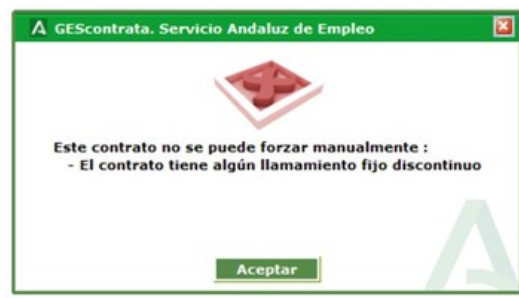 GEScontrata. Servicio Andaluz de Empleo
Este contrato no se puede forzar manualmente :
- El contrato tiene algún llamamiento fijo discontinuo
Aceptar